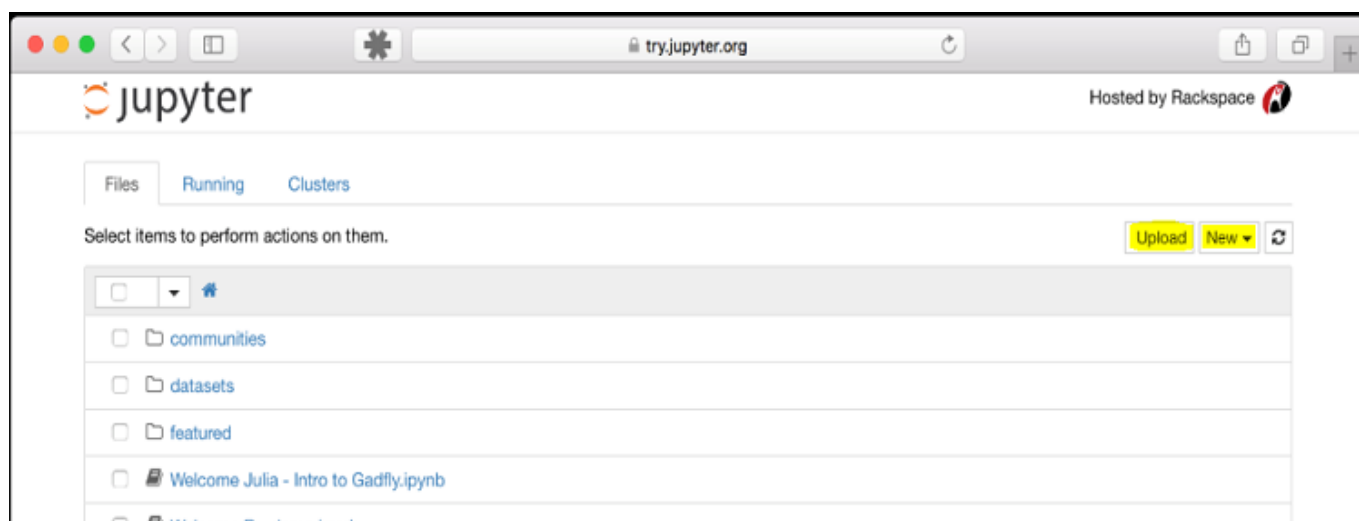 try.jupyter.org
jupyter
Hosted by Rackspace
Files Running Clusters
Select items to perform actions on them.
Upload New
communities
datasets
featured
Welcome Julia - Intro to Gadfly.ipynb